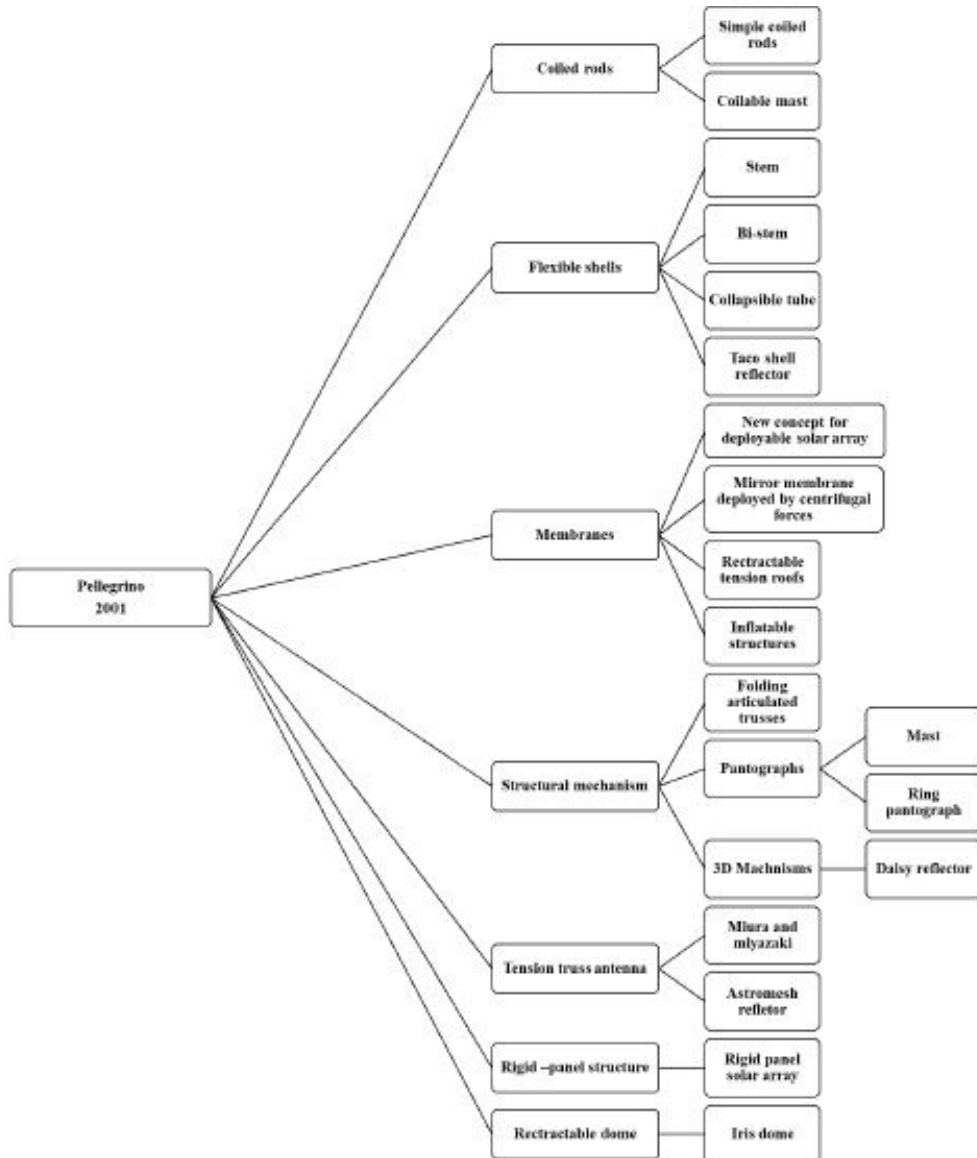 Simple coiled
rods
Coiled rods
Coilable mast
Stem
Bi-stem
Flexible shells
Collapsible tube
Taco shell
reflector
New concept for
deployable solar array
Mirror membrane
deployed by centrifugal
forces
Membranes
Rectractable
tension roofs
Inflatable
structures
Pellegrino
2001
Folding
articulated
trusses
Mast
Pantographs
Structural mechanism
Ring
pantograph
3D Machnisms
Daisy reflector
Miura and
miyazaki
Tension truss antenna
Astromesh
refletor
Rigid –panel structure
Rigid panel
solar array
Rectractable dome
Iris dome